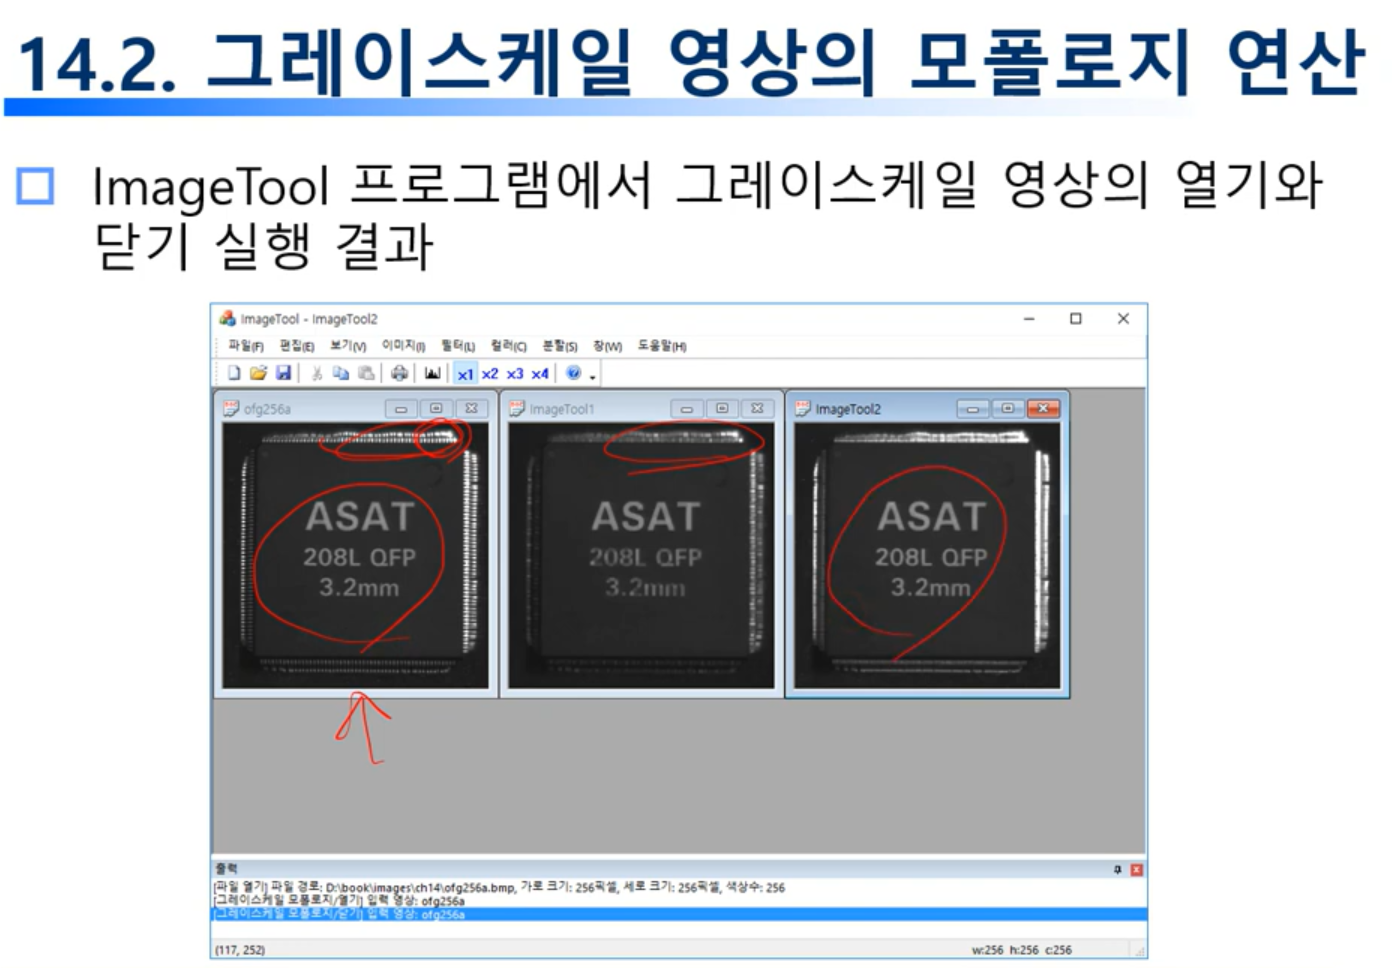 14.2. 그레이스케일 영상의 모폴로지 연산
ImageTool 프로그램에서 그레이스케일 영상의 열기와
닫기 실행 결과
ImageTool - ImageTool2
파일(F) 편집(E) 보기(V) 이미지(I) 필터(L) 컬러(C) 분할(S) 창(W) 도움말(H)
x1 x2 x3 x4
ofg256a
ASAT
208L QFP
3.2mm
ImageTool1
ASAT
208L QFP
3.2mm
ImageTool2
ASAT
208L QFP
3.2mm
출력
[파일 열기] 파일 경로: D:\book\images\ch14\ofg256a.bmp, 가로 크기: 256픽셀, 세로 크기: 256픽셀, 색상수: 256
[그레이스케일 모폴로지/열기] 입력 영상: ofg256a
[그레이스케일 모폴로지/닫기] 입력 영상: ofg256a
(117, 252)
w:256 h:256 c:256